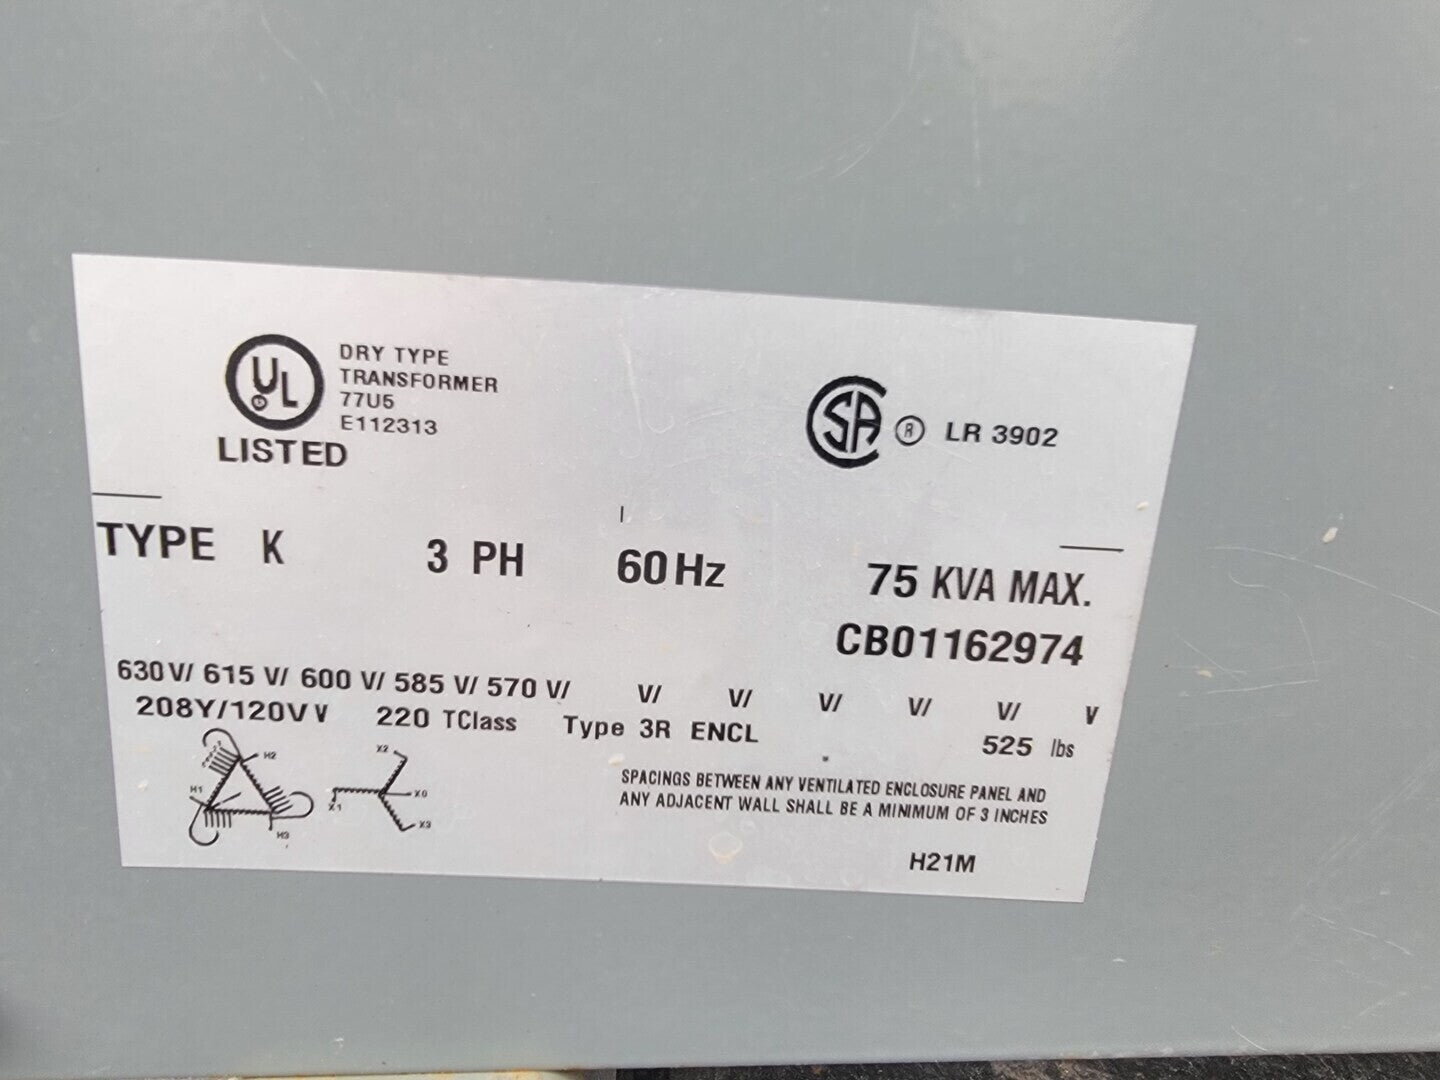 UL
DRY TYPE
TRANSFORMER
77U5
E112313
LISTED
SA ® LR 3902
TYPE K 3 PH 60 Hz 75 KVA MAX.
CB01162974
630 V/ 615 V/ 600 V/ 585 V/ 570 V/ V/ V/ V/ V/ V/ V
208Y/120V V 220 TClass Type 3R ENCL 525 lbs
H2
H1
H3
X2
X1
X0
X3
SPACINGS BETWEEN ANY VENTILATED ENCLOSURE PANEL AND
ANY ADJACENT WALL SHALL BE A MINIMUM OF 3 INCHES
H21M